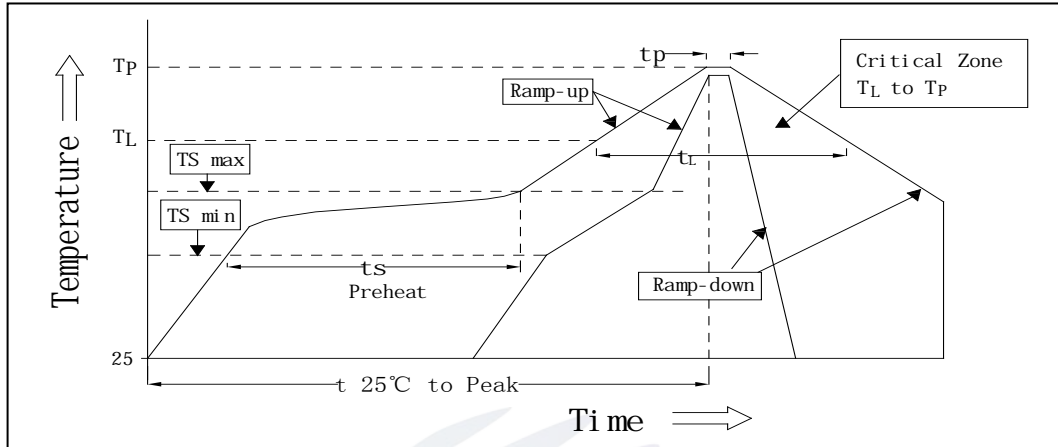 tp
Critical Zone
TL to TP
TP
Ramp-up
TL
tL
TS max
TS min
ts
Preheat
Ramp-down
25
t 25℃ to Peak
Time
Temperature